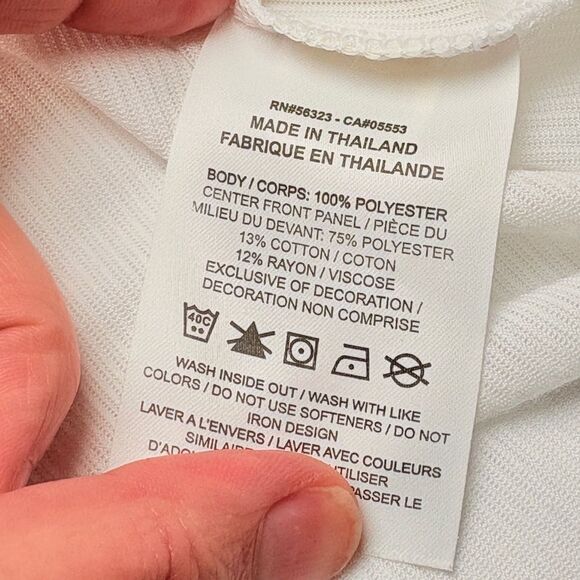 RN#56323 - CA#05553
MADE IN THAILAND
FABRIQUE EN THAILANDE
BODY / CORPS: 100% POLYESTER
CENTER FRONT PANEL / PIÈCE DU
MILIEU DU DEVANT: 75% POLYESTER
13% COTTON / COTON
12% RAYON / VISCOSE
EXCLUSIVE OF DECORATION /
DECORATION NON COMPRISE
40C
WASH INSIDE OUT / WASH WITH LIKE
COLORS / DO NOT USE SOFTENERS / DO NOT
IRON DESIGN
LAVER A L'ENVERS / LAVER AVEC COULEURS